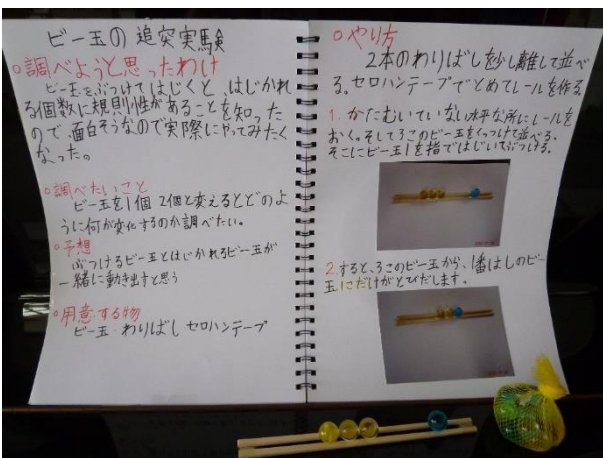 ビー玉の追突実験
○調べようと思ったわけ
ビー玉をぶつけてはじくと、はじかれ
る個数に規則性があることを知った
ので、面白そうなので実際にやってみたく
なった。
○調べたいこと
ビー玉を1個 2個と変えるとどのよ
うに何が変化するのか調べたい。
○予想
ぶつけるビー玉とはじかれるビー玉が
一緒に動き出すと思う
○用意する物
ビー玉・わりばし セロハンテープ
○やり方
2本のわりばしを少し離して並べ
る。セロハンテープでとめてレールを作る。
1. かたむいていない水平な所にレールを
おく。そして3このビー玉をくっつけて並べる。
そこにビー玉1を指ではじいてぶつける。
2.すると、3このビー玉から、1番はしのビー
玉1こだけがとびだします。